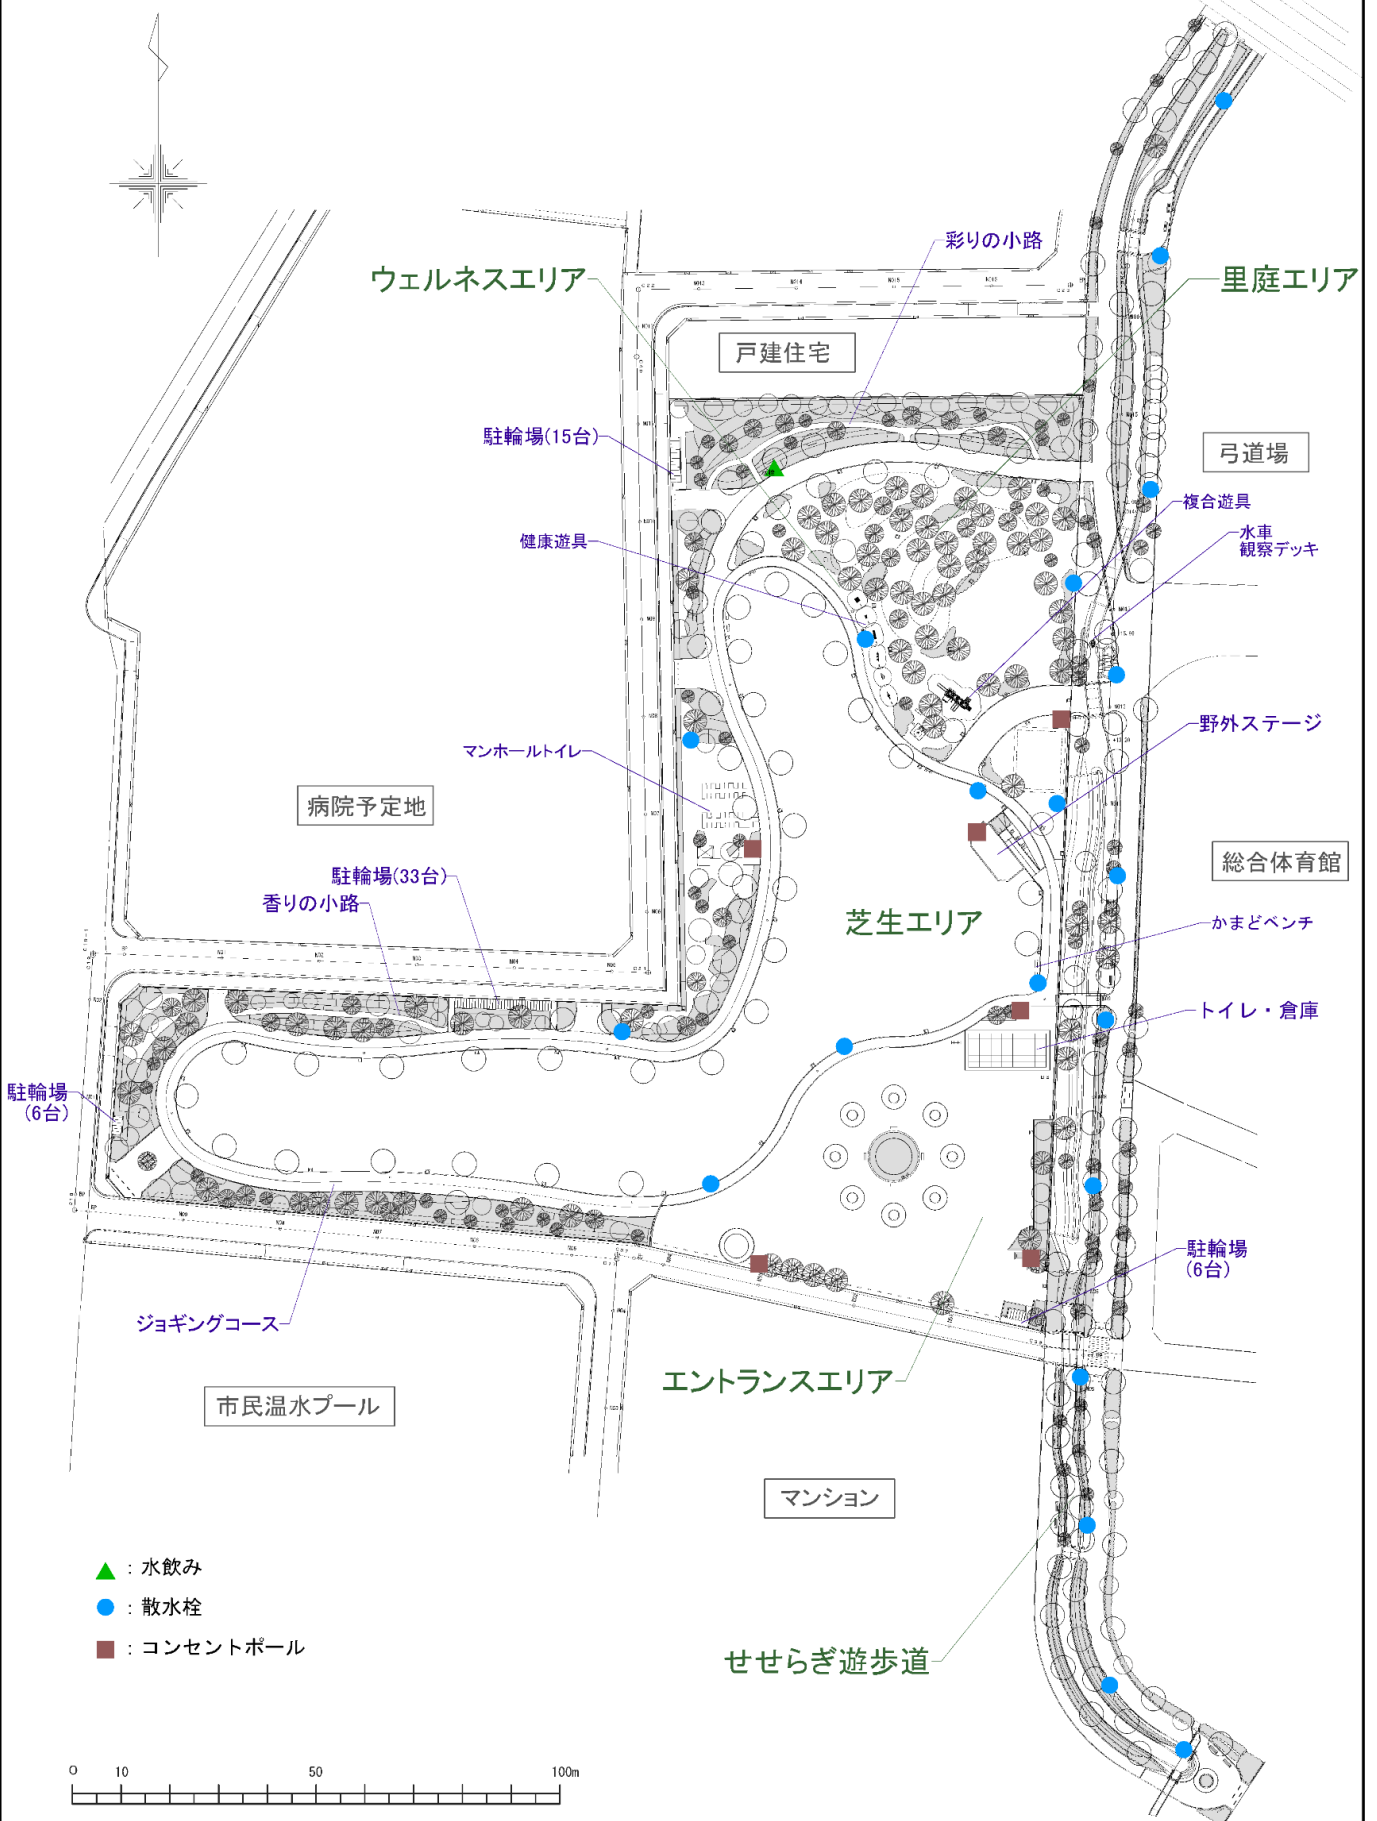 彩りの小路
ウェルネスエリア
里庭エリア
戸建住宅
駐輪場(15台)
弓道場
複合遊具
健康遊具
水車
観察デッキ
野外ステージ
マンホールトイレ
病院予定地
総合体育館
駐輪場(33台)
香りの小路
芝生エリア
かまどベンチ
トイレ・倉庫
駐輪場
(6台)
駐輪場
(6台)
ジョギングコース
エントランスエリア
市民温水プール
マンション
：水飲み
：散水栓
：コンセントポール
せせらぎ遊歩道
0 10 50 100m